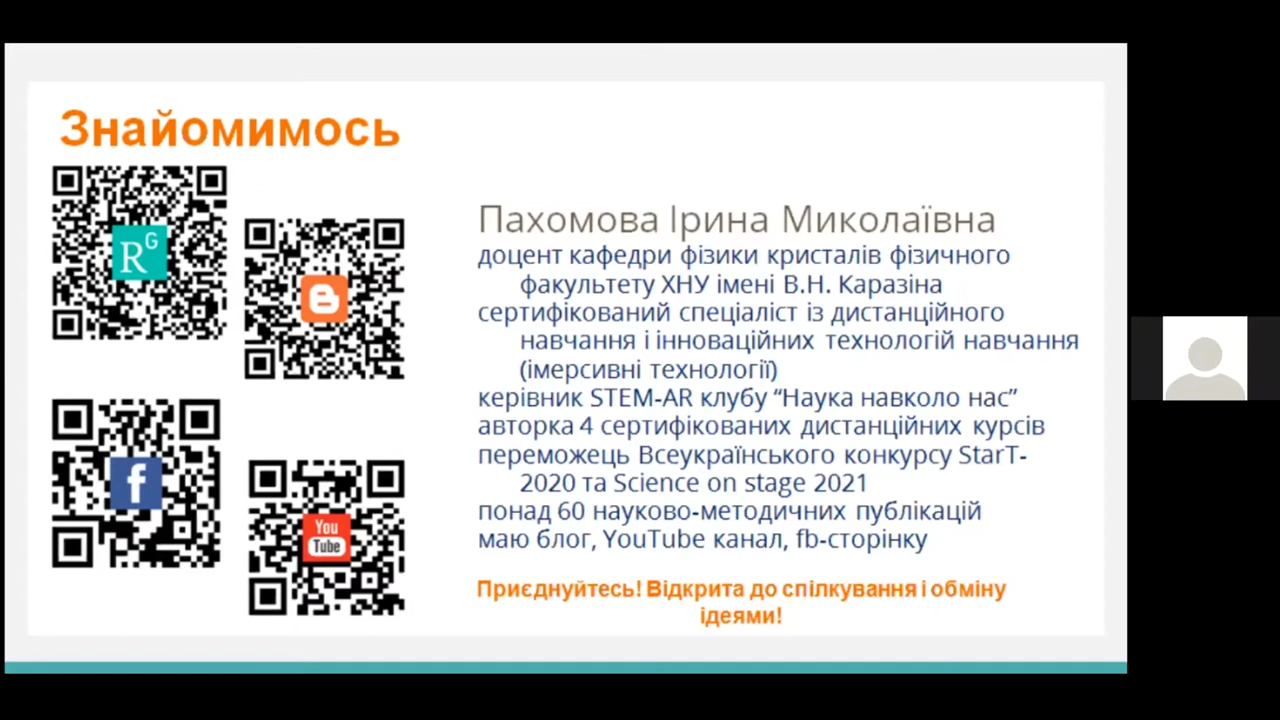 Знайомимось
R G
f
You
Tube
Пахомова Ірина Миколаївна
доцент кафедри фізики кристалів фізичного
факультету ХНУ імені В.Н. Каразіна
сертифікований спеціаліст із дистанційного
навчання і інноваційних технологій навчання
(імерсивні технології)
керівник STEM-AR клубу “Наука навколо нас”
авторка 4 сертифікованих дистанційних курсів
переможець Всеукраїнського конкурсу StarT-
2020 та Science on stage 2021
понад 60 науково-методичних публікацій
маю блог, YouTube канал, fb-сторінку
Приєднуйтесь! Відкрита до спілкування і обміну
ідеями!